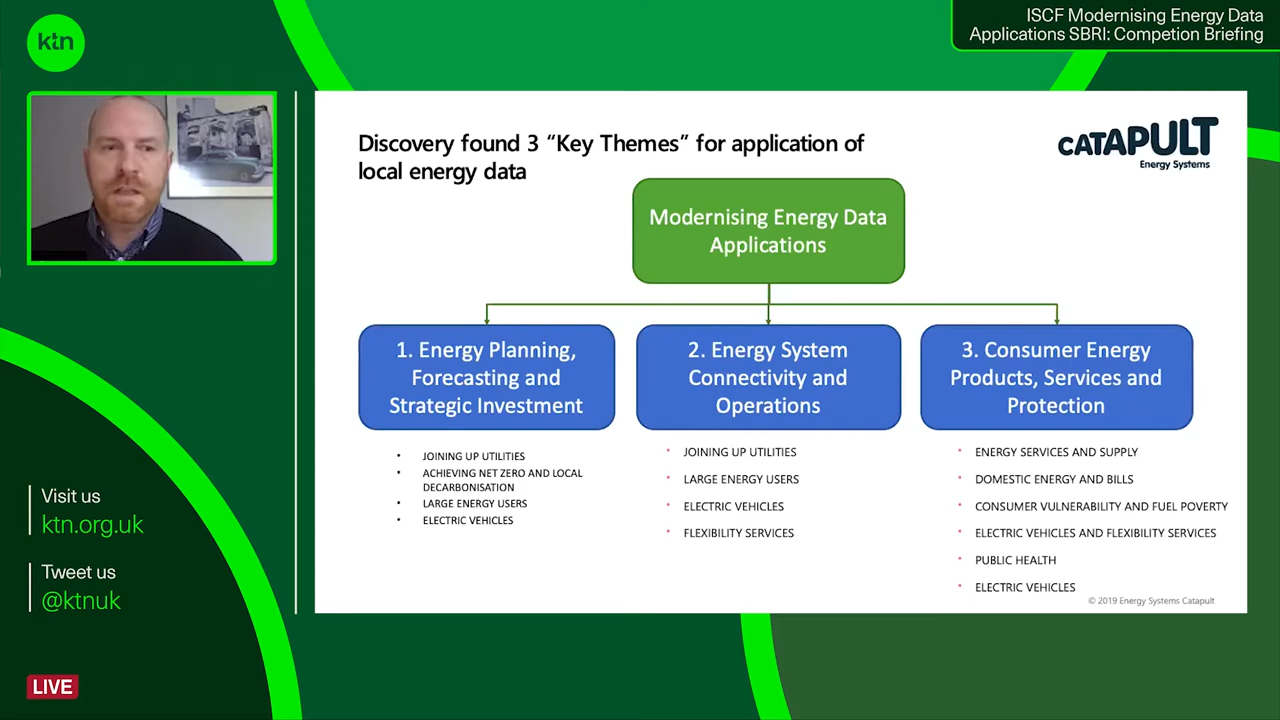 ktn
ISCF Modernising Energy Data
Applications SBRI: Competion Briefing
Discovery found 3 “Key Themes” for application of
local energy data
CATAPULT
Energy Systems
Modernising Energy Data
Applications
1. Energy Planning,
Forecasting and
Strategic Investment
2. Energy System
Connectivity and
Operations
3. Consumer Energy
Products, Services and
Protection
• JOINING UP UTILITIES
• ACHIEVING NET ZERO AND LOCAL
DECARBONISATION
• LARGE ENERGY USERS
• ELECTRIC VEHICLES
• JOINING UP UTILITIES
• LARGE ENERGY USERS
• ELECTRIC VEHICLES
• FLEXIBILITY SERVICES
• ENERGY SERVICES AND SUPPLY
• DOMESTIC ENERGY AND BILLS
• CONSUMER VULNERABILITY AND FUEL POVERTY
• ELECTRIC VEHICLES AND FLEXIBILITY SERVICES
• PUBLIC HEALTH
• ELECTRIC VEHICLES
© 2019 Energy Systems Catapult
Visit us
ktn.org.uk
Tweet us
@ktnuk
LIVE